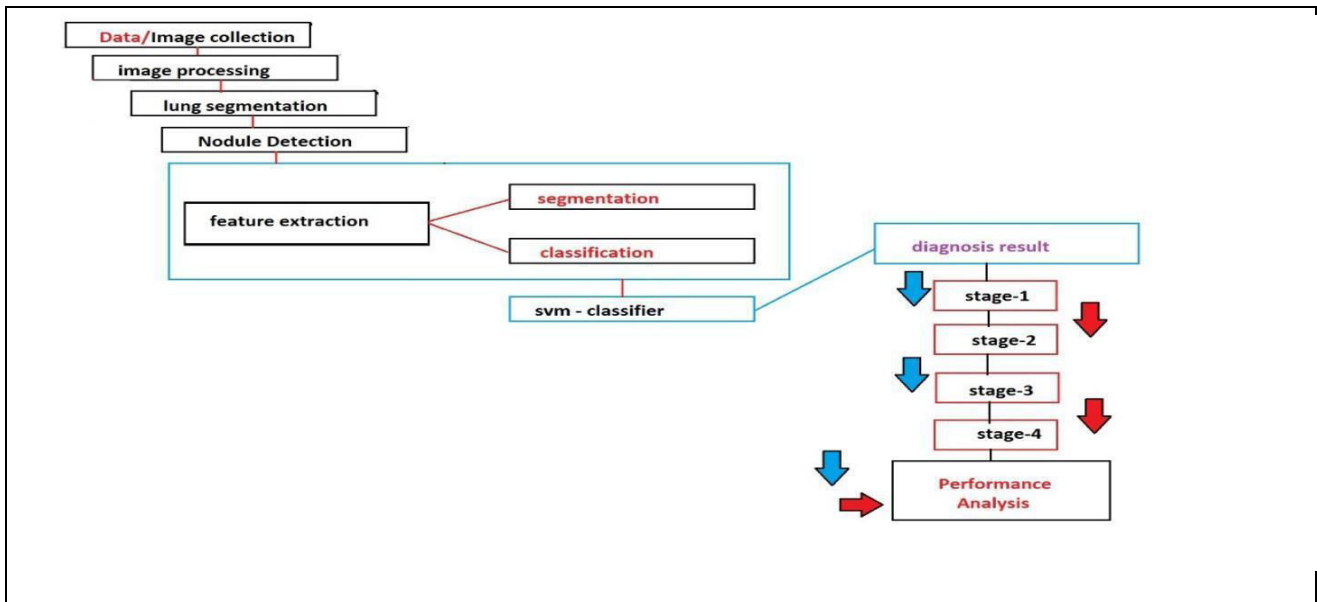 Data/Image collection
image processing
lung segmentation
Nodule Detection
feature extraction
segmentation
classification
svm - classifier
diagnosis result
stage-1
stage-2
stage-3
stage-4
Performance
Analysis